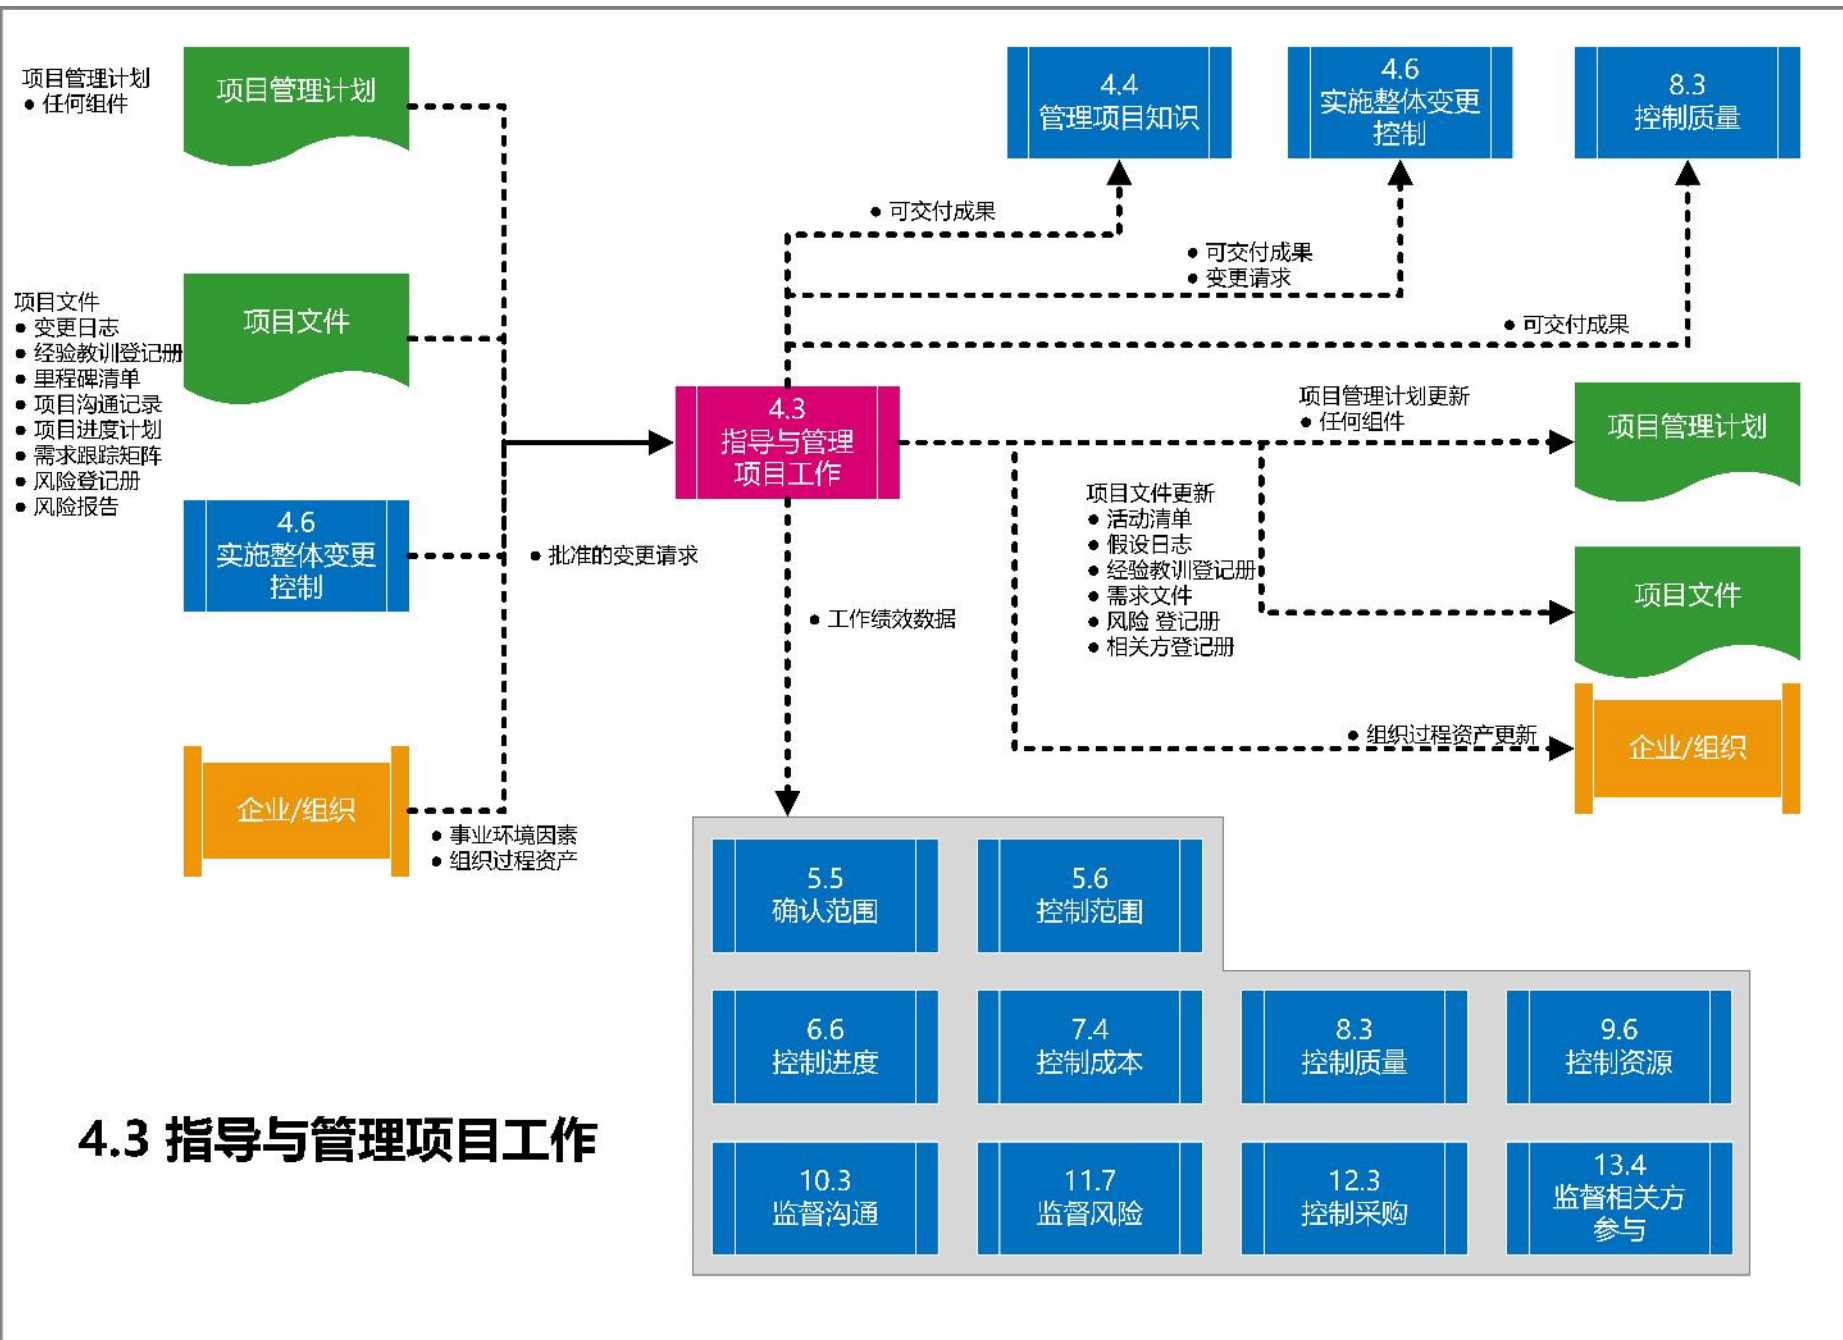 项目管理计划
● 任何组件
项目管理计划
4.4
管理项目知识
4.6
实施整体变更
控制
8.3
控制质量
● 可交付成果
● 可交付成果
● 变更请求
● 可交付成果
项目文件
● 变更日志
● 经验教训登记册
● 里程碑清单
● 项目沟通记录
● 项目进度计划
● 需求跟踪矩阵
● 风险登记册
● 风险报告
项目文件
4.3
指导与管理
项目工作
项目管理计划更新
● 任何组件
项目管理计划
4.6
实施整体变更
控制
● 批准的变更请求
项目文件更新
● 活动清单
● 假设日志
● 经验教训登记册
● 需求文件
● 风险 登记册
● 相关方登记册
项目文件
● 工作绩效数据
● 组织过程资产更新
企业/组织
企业/组织
● 事业环境因素
● 组织过程资产
5.5
确认范围
5.6
控制范围
6.6
控制进度
7.4
控制成本
8.3
控制质量
9.6
控制资源
4.3 指导与管理项目工作
10.3
监督沟通
11.7
监督风险
12.3
控制采购
13.4
监督相关方
参与